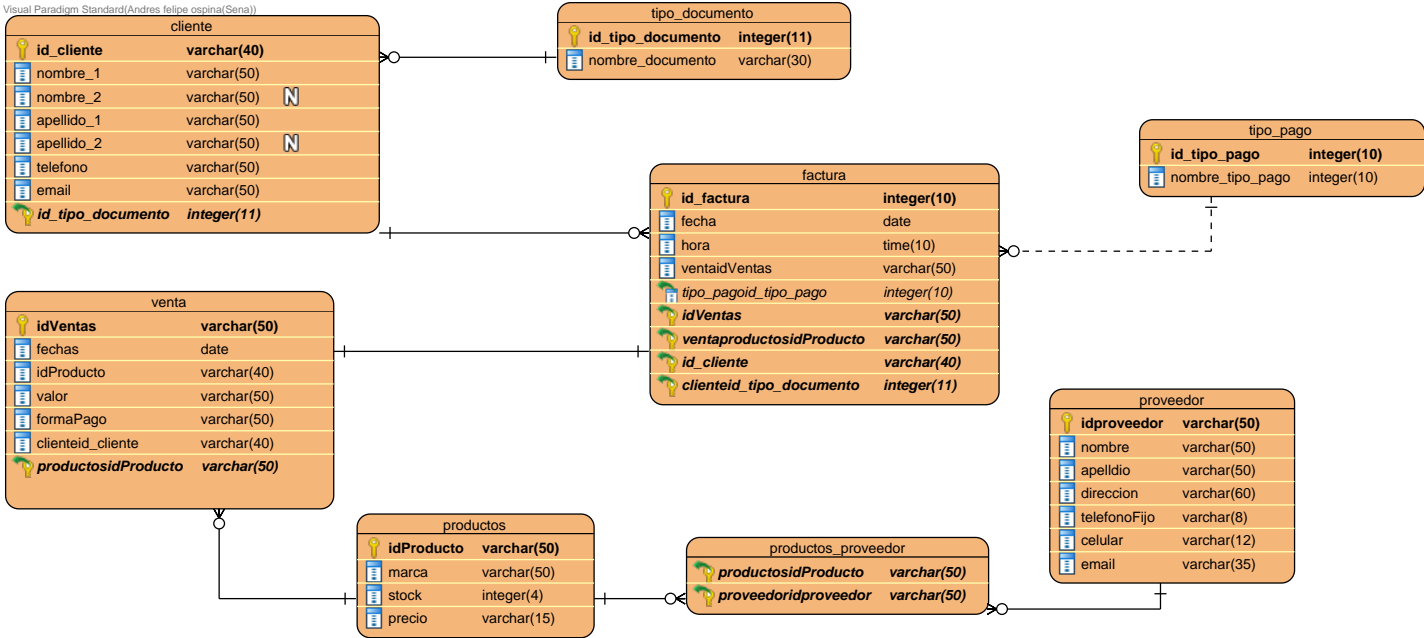 Visual Paradigm Standard(Andres felipe ospina(Sena))
cliente
id_cliente varchar(40)
nombre_1 varchar(50)
nombre_2 varchar(50) N
apellido_1 varchar(50)
apellido_2 varchar(50) N
telefono varchar(50)
email varchar(50)
id_tipo_documento integer(11)
tipo_documento
id_tipo_documento integer(11)
nombre_documento varchar(30)
tipo_pago
id_tipo_pago integer(10)
nombre_tipo_pago integer(10)
factura
id_factura integer(10)
fecha date
hora time(10)
ventaidVentas varchar(50)
tipo_pagoid_tipo_pago integer(10)
idVentas varchar(50)
ventaproductosidProducto varchar(50)
id_cliente varchar(40)
clienteid_tipo_documento integer(11)
venta
idVentas varchar(50)
fechas date
idProducto varchar(40)
valor varchar(50)
formaPago varchar(50)
clienteid_cliente varchar(40)
productosidProducto varchar(50)
proveedor
idproveedor varchar(50)
nombre varchar(50)
apelldio varchar(50)
direccion varchar(60)
telefonoFijo varchar(8)
celular varchar(12)
email varchar(35)
productos
idProducto varchar(50)
marca varchar(50)
stock integer(4)
precio varchar(15)
productos_proveedor
productosidProducto varchar(50)
proveedoridproveedor varchar(50)